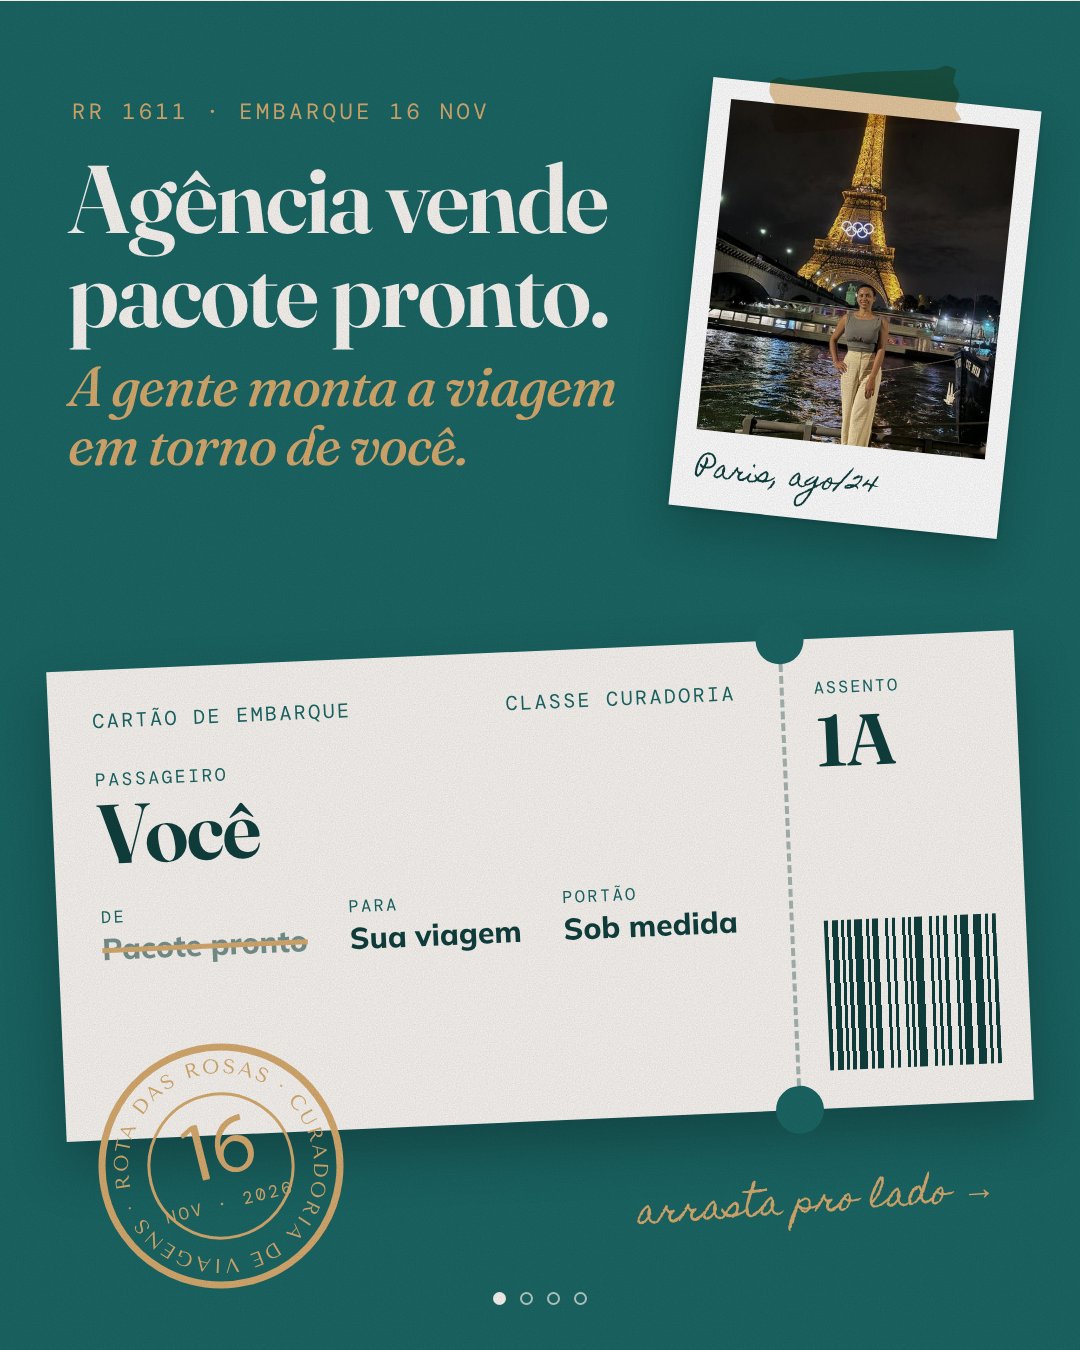 RR 1611 · EMBARQUE 16 NOV
Agência vende
pacote pronto.
A gente monta a viagem
em torno de você.
Paris, ago/24
CARTÃO DE EMBARQUE
CLASSE CURADORIA
ASSENTO
1A
PASSAGEIRO
Você
DE
Pacote pronto
PARA
Sua viagem
PORTÃO
Sob medida
ROTA DAS ROSAS · CURADORIA DE VIAGENS ·
16
NOV · 2026
arrasta pro lado →